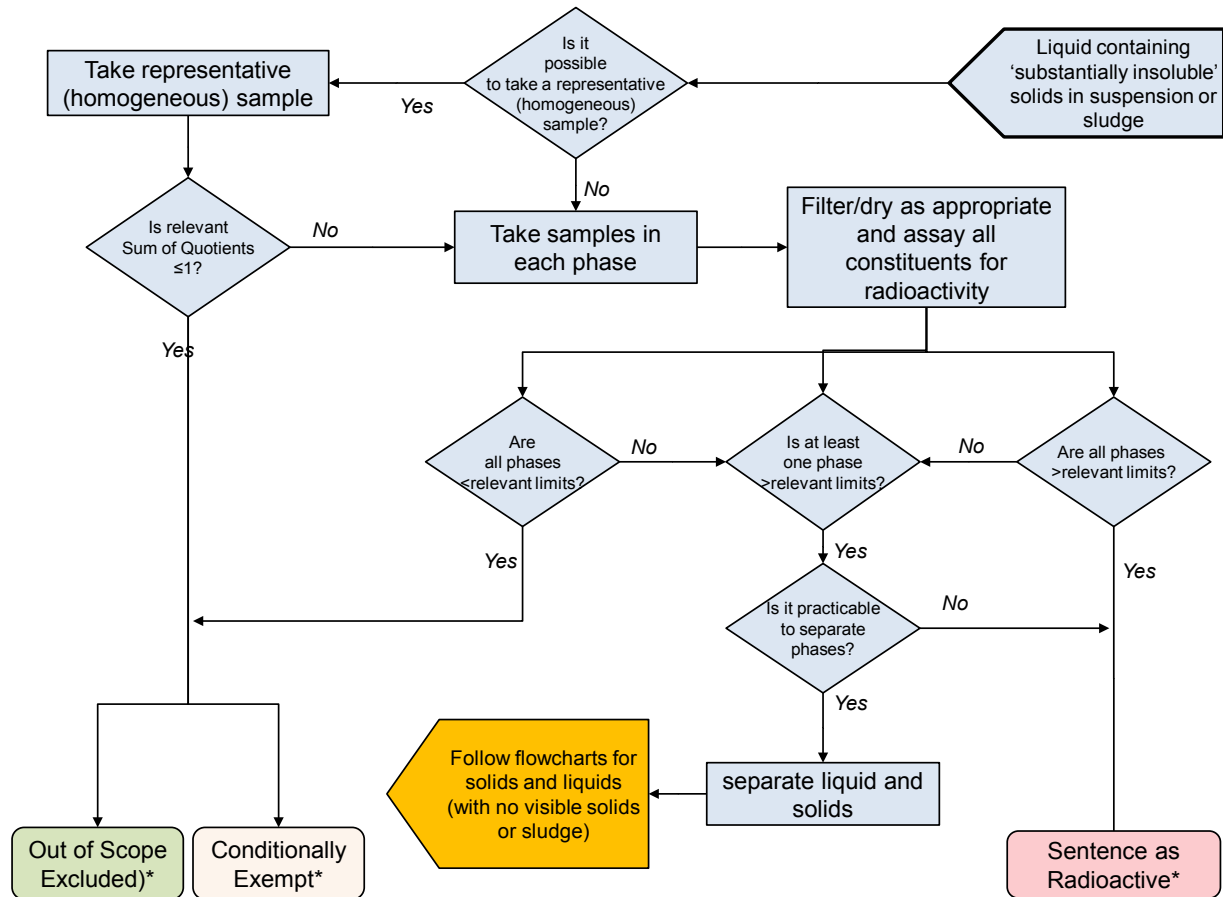 Is it
possible
to take a representative
(homogeneous)
sample?
Liquid containing
‘substantially insoluble’
solids in suspension or
sludge
Take representative
(homogeneous) sample
Yes
No
Is relevant
Sum of Quotients
≤1?
No
Take samples in
each phase
Filter/dry as appropriate
and assay all
constituents for
radioactivity
Yes
Are
all phases
<relevant limits?
No
Is at least
one phase
>relevant limits?
No
Are all phases
>relevant limits?
Yes
Yes
Yes
Is it practicable
to separate
phases?
No
Yes
Follow flowcharts for
solids and liquids
(with no visible solids
or sludge)
separate liquid and
solids
Out of Scope
Excluded)*
Conditionally
Exempt*
Sentence as
Radioactive*